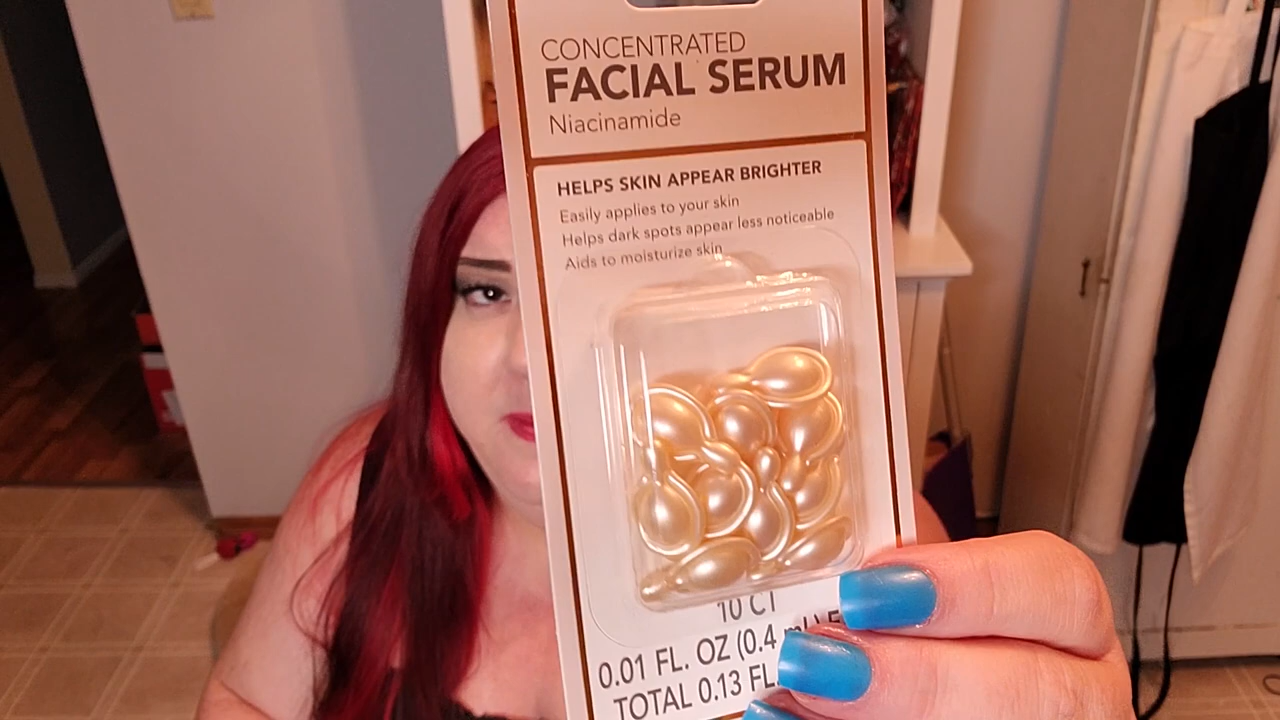 CONCENTRATED
FACIAL SERUM
Niacinamide
HELPS SKIN APPEAR BRIGHTER
Easily applies to your skin
Helps dark spots appear less noticeable
Aids to moisturize skin
10 CT
0.01 FL. OZ (0.4 mL) E
TOTAL 0.13 FL.